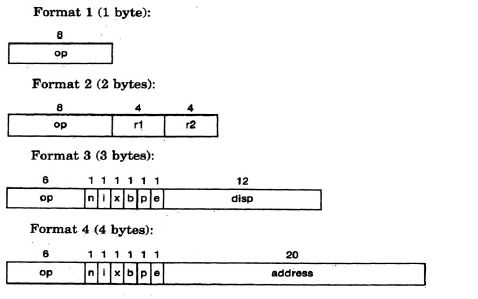 Format 1 (1 byte):
8
op
Format 2 (2 bytes):
8 4 4
op r1 r2
Format 3 (3 bytes):
6 1 1 1 1 1 1 12
op n i x b p e disp
Format 4 (4 bytes):
6 1 1 1 1 1 1 20
op n i x b p e address